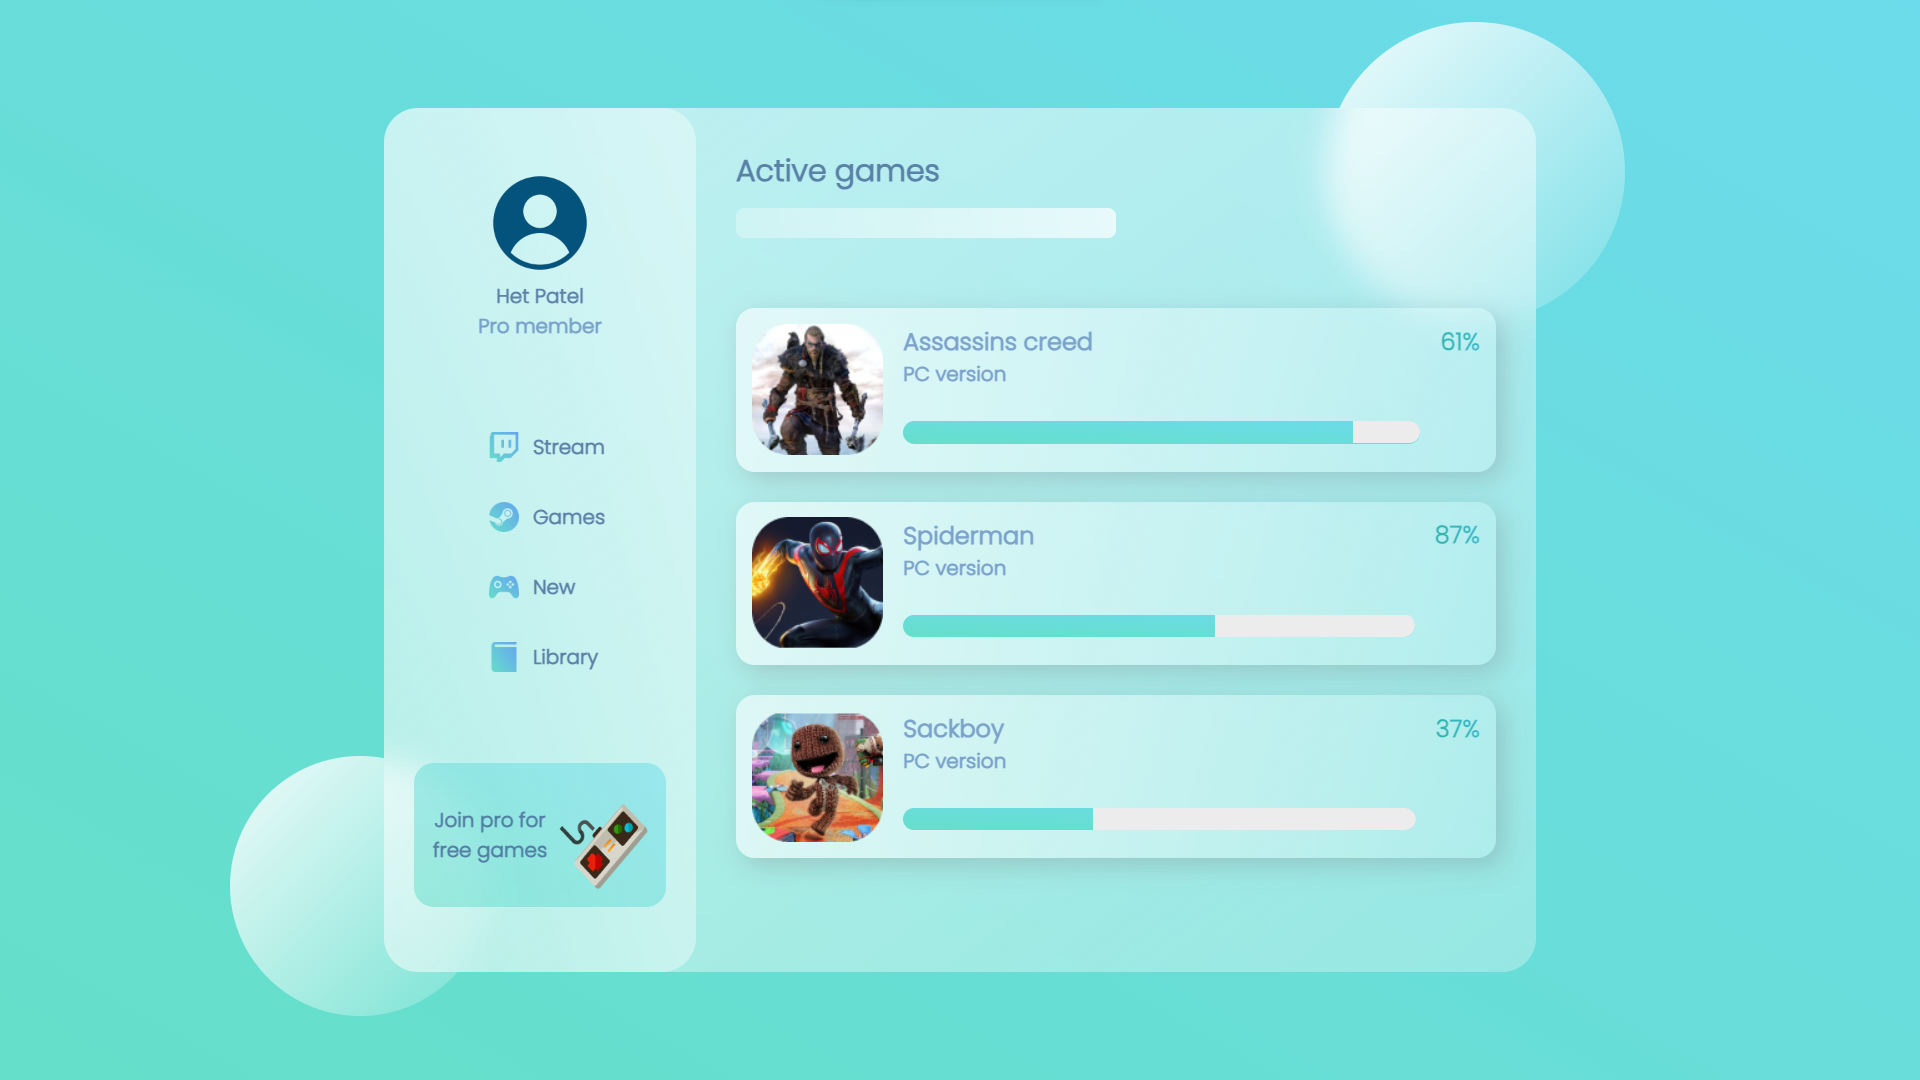 Het Patel
Pro member
Stream
Games
New
Library
Join pro for
free games
Active games
Assassins creed
61%
PC version
Spiderman
87%
PC version
Sackboy
37%
PC version